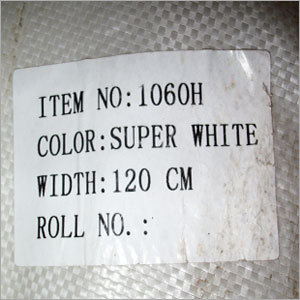 ITEM NO:1060H
COLOR:SUPER WHITE
WIDTH:120 CM
ROLL NO.: